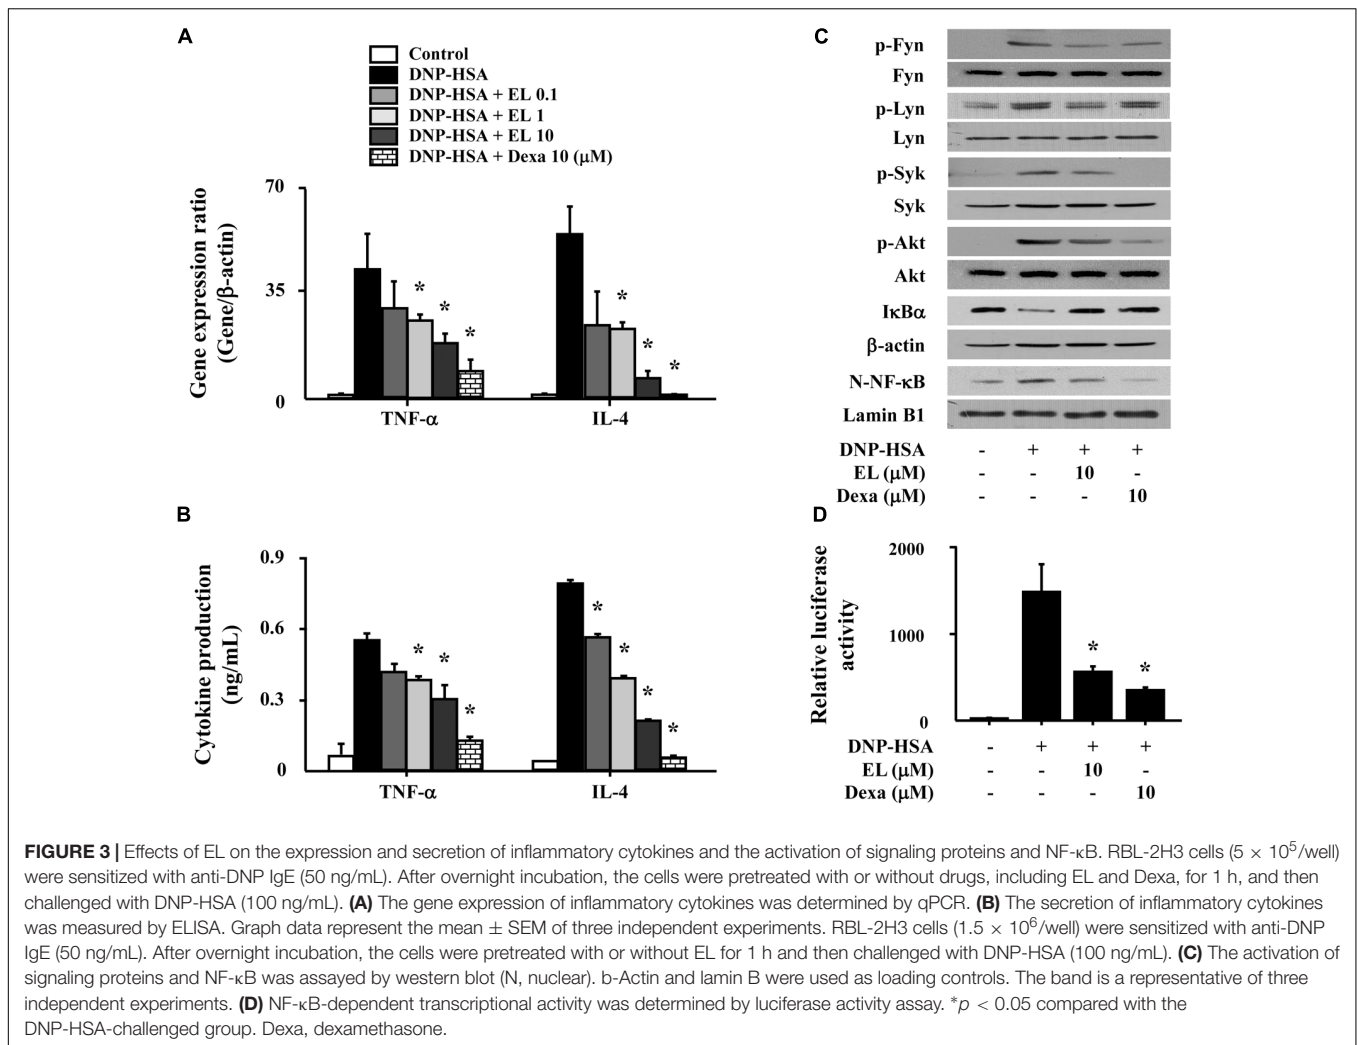 A
Control
DNP-HSA
DNP-HSA + EL 0.1
DNP-HSA + EL 1
DNP-HSA + EL 10
DNP-HSA + Dexa 10 (μM)
Gene expression ratio
(Gene/β-actin)
70
35
0
* * * * * *
TNF-α IL-4
B
Cytokine production
(ng/mL)
0.9
0.6
0.3
0
* * * * * * *
TNF-α IL-4
C
p-Fyn
Fyn
p-Lyn
Lyn
p-Syk
Syk
p-Akt
Akt
IκBα
β-actin
N-NF-κB
Lamin B1
DNP-HSA - + + +
EL (μM) - - 10 -
Dexa (μM) - - - 10
D
Relative luciferase
activity
2000
1000
0
* *
DNP-HSA - + + +
EL (μM) - - 10 -
Dexa (μM) - - - 10
FIGURE 3 | Effects of EL on the expression and secretion of inflammatory cytokines and the activation of signaling proteins and NF-κB. RBL-2H3 cells (5 × 10⁵/well)
were sensitized with anti-DNP IgE (50 ng/mL). After overnight incubation, the cells were pretreated with or without drugs, including EL and Dexa, for 1 h, and then
challenged with DNP-HSA (100 ng/mL). (A) The gene expression of inflammatory cytokines was determined by qPCR. (B) The secretion of inflammatory cytokines
was measured by ELISA. Graph data represent the mean ± SEM of three independent experiments. RBL-2H3 cells (1.5 × 10⁶/well) were sensitized with anti-DNP
IgE (50 ng/mL). After overnight incubation, the cells were pretreated with or without EL for 1 h and then challenged with DNP-HSA (100 ng/mL). (C) The activation of
signaling proteins and NF-κB was assayed by western blot (N, nuclear). b-Actin and lamin B were used as loading controls. The band is a representative of three
independent experiments. (D) NF-κB-dependent transcriptional activity was determined by luciferase activity assay. *p < 0.05 compared with the
DNP-HSA-challenged group. Dexa, dexamethasone.